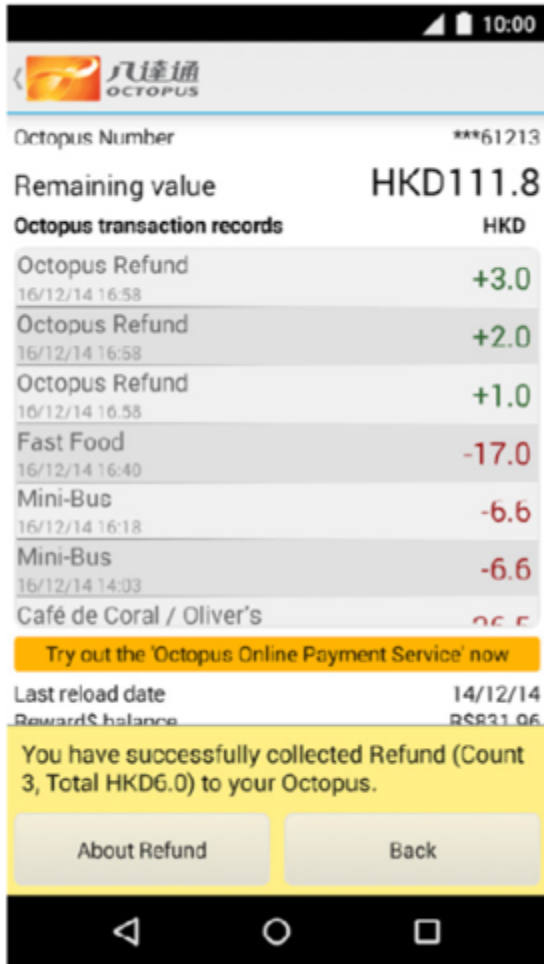 10:00
八達通
OCTOPUS
Octopus Number ***61213
Remaining value HKD111.8
Octopus transaction records HKD
Octopus Refund +3.0
16/12/14 16:58
Octopus Refund +2.0
16/12/14 16:58
Octopus Refund +1.0
16/12/14 16:58
Fast Food -17.0
16/12/14 16:40
Mini-Bus -6.6
16/12/14 16:18
Mini-Bus -6.6
16/12/14 14:03
Café de Coral / Oliver's
Try out the 'Octopus Online Payment Service' now
Last reload date 14/12/14
Reward$ balance R$831.96
You have successfully collected Refund (Count
3, Total HKD6.0) to your Octopus.
About Refund Back